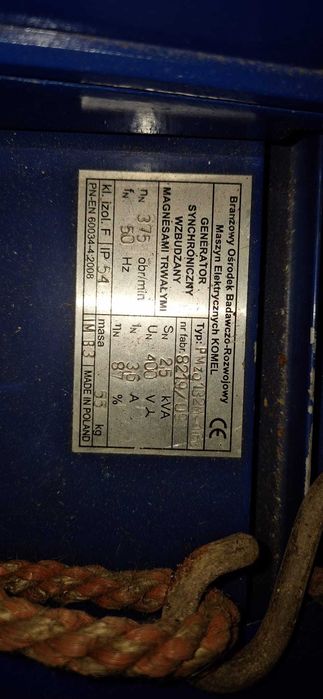 Branżowy Ośrodek Badawczo-Rozwojowy
Maszyn Elektrycznych KOMEL
CE
GENERATOR
SYNCHRONICZNY
WZBUDZANY
MAGNESAMI TRWAŁYMI
Typ:
nr fabr.
SN 25 kVA
UN 400 V
IN 36 A
ηN 87 %
nN 375 obr/min
fN 50 Hz
kl. izol. F IP 54
masa kg
PN-EN 60034-4:2008
IM B3 MADE IN POLAND